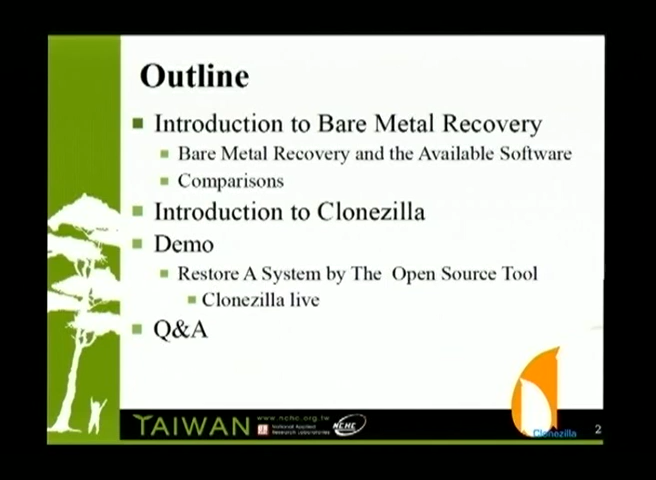 Outline
Introduction to Bare Metal Recovery
Bare Metal Recovery and the Available Software
Comparisons
Introduction to Clonezilla
Demo
Restore A System by The Open Source Tool
Clonezilla live
Q&A
TAIWAN
www.nchc.org.tw
National Applied
Research Laboratories
NCHC
Clonezilla
2